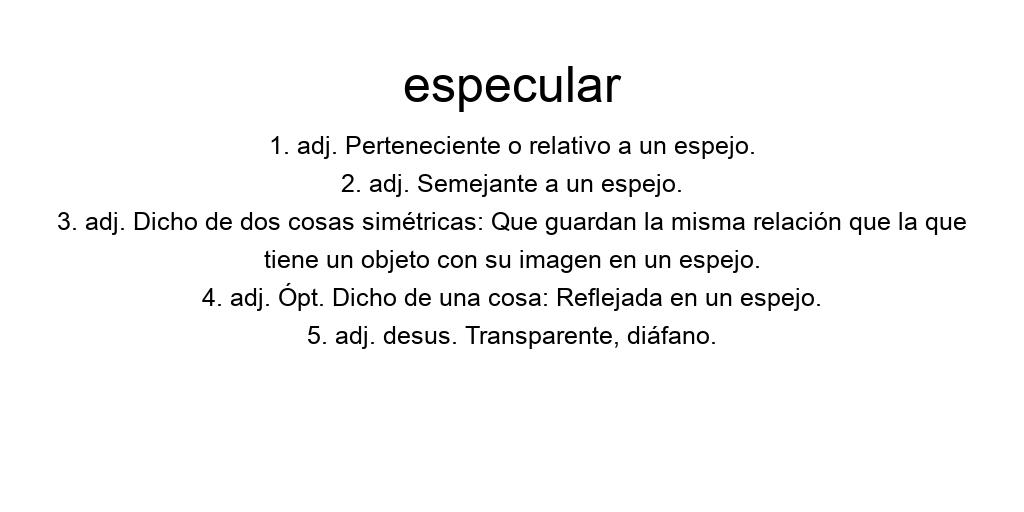 especular
1. adj. Perteneciente o relativo a un espejo.
2. adj. Semejante a un espejo.
3. adj. Dicho de dos cosas simétricas: Que guardan la misma relación que la que
tiene un objeto con su imagen en un espejo.
4. adj. Ópt. Dicho de una cosa: Reflejada en un espejo.
5. adj. desus. Transparente, diáfano.